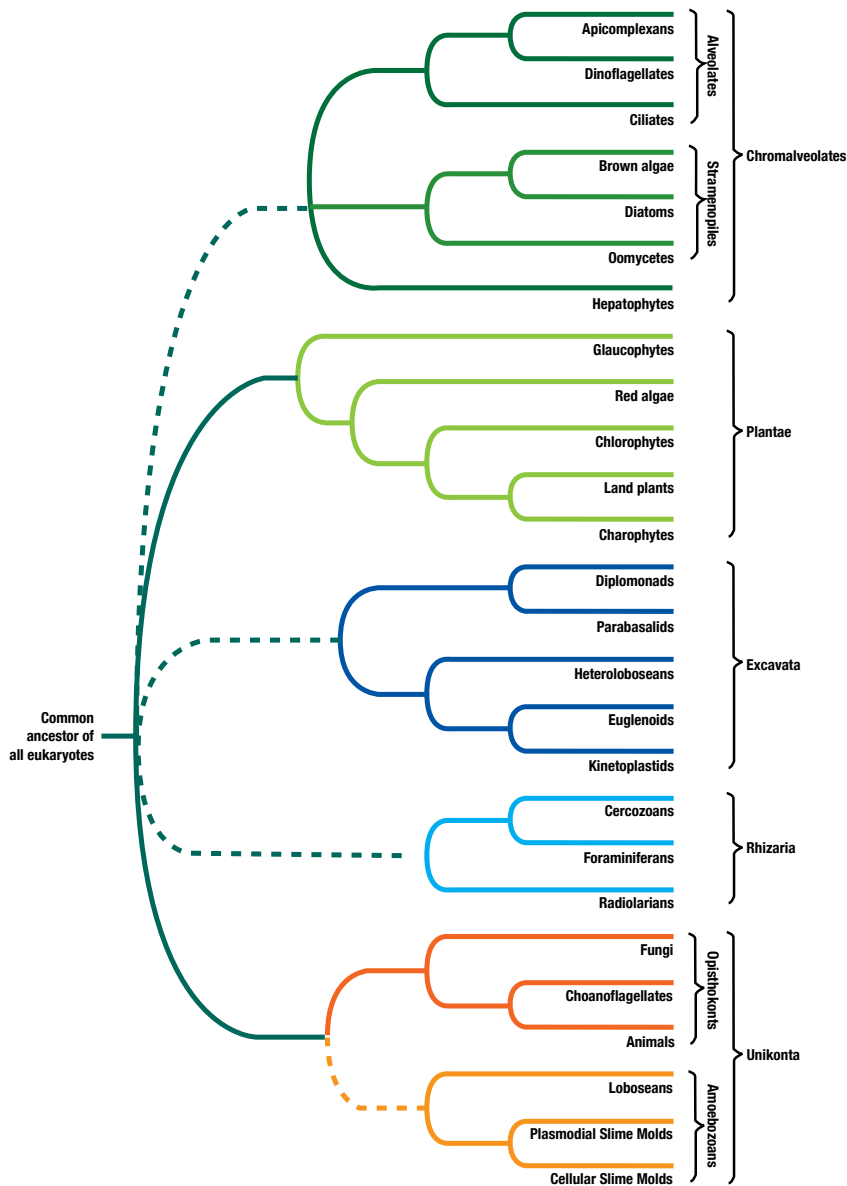 Apicomplexans
Dinoflagellates
Ciliates
Alveolates
Brown algae
Diatoms
Oomycetes
Stramenopiles
Hepatophytes
Chromalveolates
Glaucophytes
Red algae
Chlorophytes
Land plants
Charophytes
Plantae
Diplomonads
Parabasalids
Heteroloboseans
Euglenoids
Kinetoplastids
Excavata
Common
ancestor of
all eukaryotes
Cercozoans
Foraminiferans
Radiolarians
Rhizaria
Fungi
Choanoflagellates
Animals
Opisthokonts
Loboseans
Plasmodial Slime Molds
Cellular Slime Molds
Amoebozoans
Unikonta